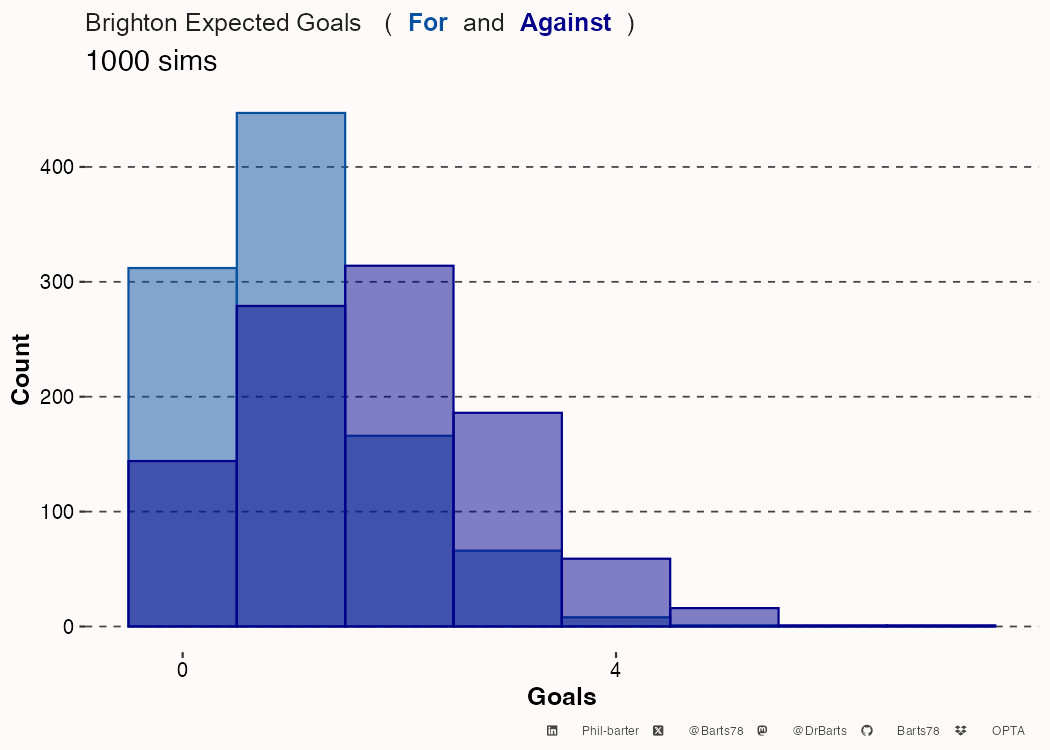 Brighton Expected Goals ( For and Against )
1000 sims
400
300
200
100
0
Count
0 4
Goals
Phil-barter @Barts78 @DrBarts Barts78 OPTA